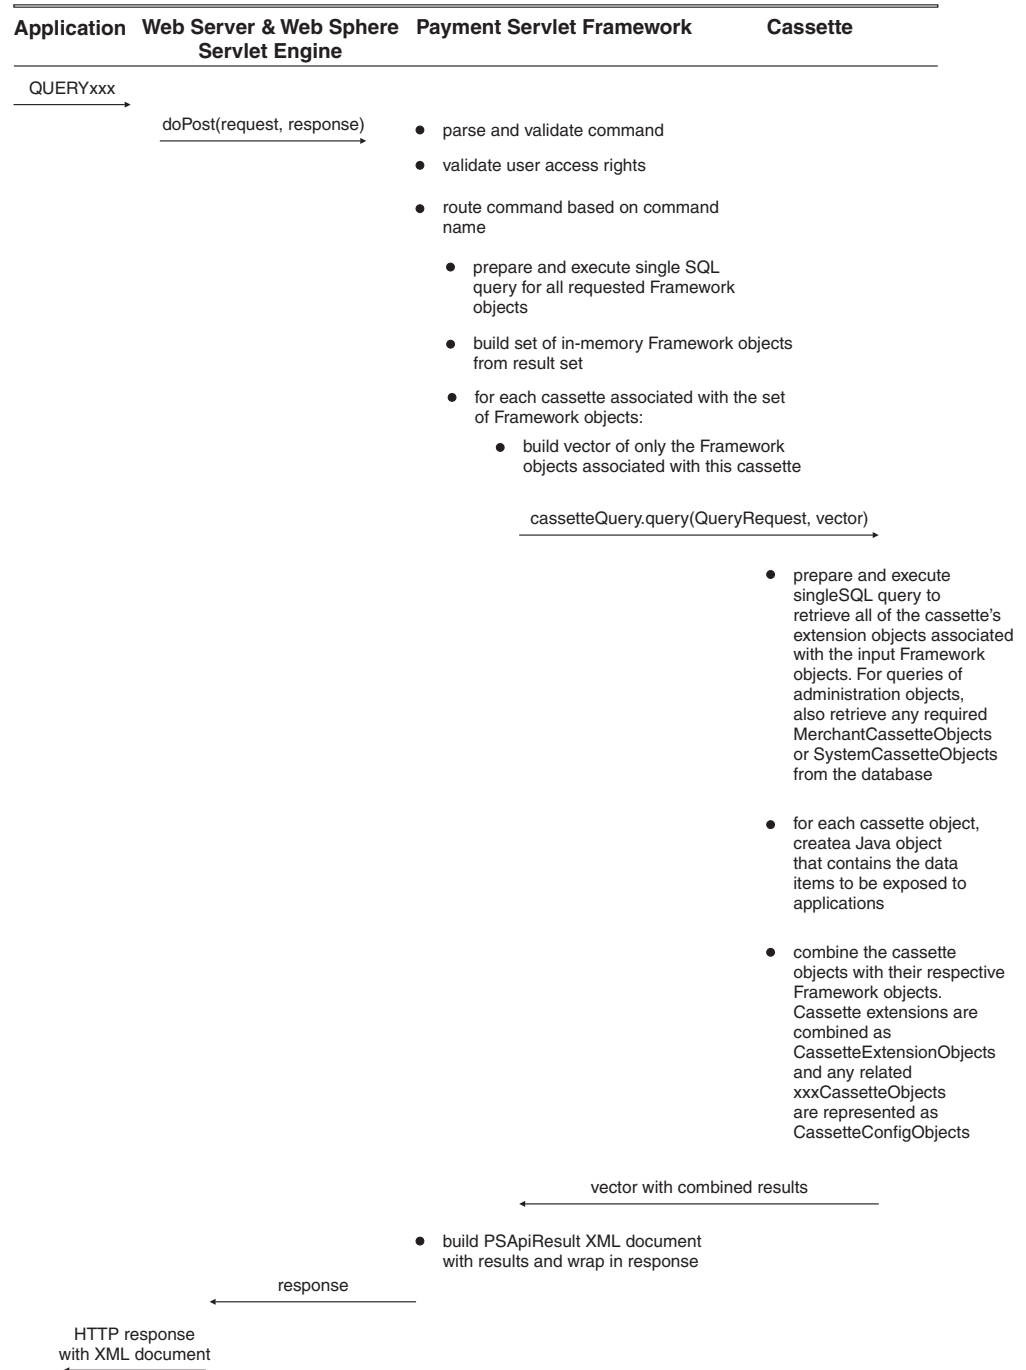 Application
Web Server & Web Sphere
Servlet Engine
Payment Servlet Framework
Cassette
QUERYxxx
doPost(request, response)
● parse and validate command
● validate user access rights
● route command based on command
name
● prepare and execute single SQL
query for all requested Framework
objects
● build set of in-memory Framework objects
from result set
● for each cassette associated with the set
of Framework objects:
● build vector of only the Framework
objects associated with this cassette
cassetteQuery.query(QueryRequest, vector)
● prepare and execute
singleSQL query to
retrieve all of the cassette's
extension objects associated
with the input Framework
objects. For queries of
administration objects,
also retrieve any required
MerchantCassetteObjects
or SystemCassetteObjects
from the database
● for each cassette object,
createa Java object
that contains the data
items to be exposed to
applications
● combine the cassette
objects with their respective
Framework objects.
Cassette extensions are
combined as
CassetteExtensionObjects
and any related
xxxCassetteObjects
are represented as
CassetteConfigObjects
vector with combined results
● build PSApiResult XML document
with results and wrap in response
response
HTTP response
with XML document